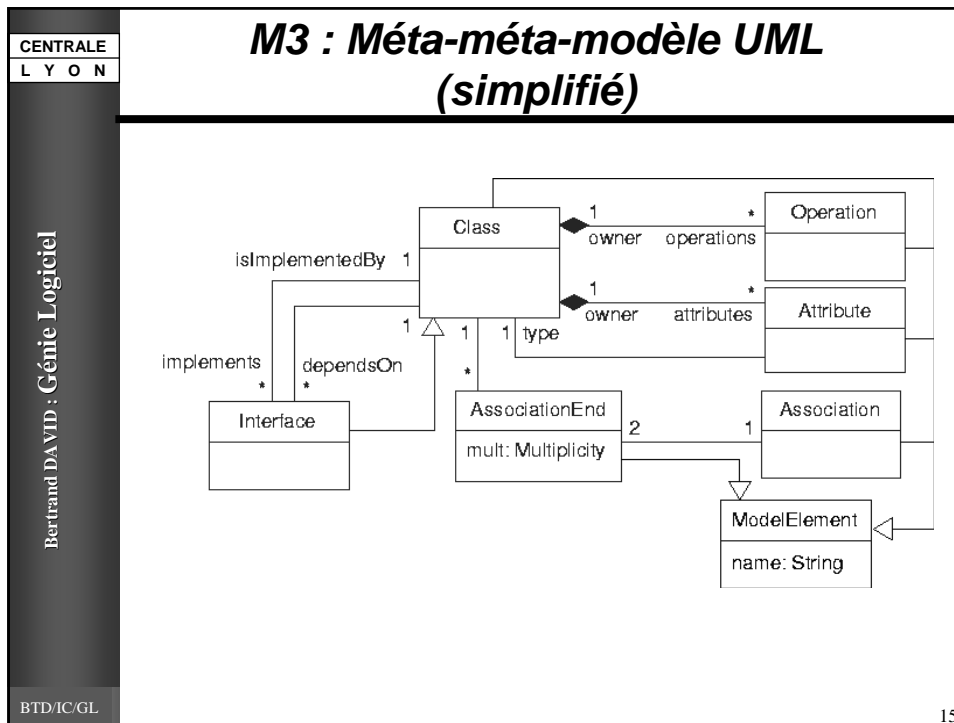 CENTRALE
L Y O N
M3 : Méta-méta-modèle UML
(simplifié)
Bertrand DAVID : Génie Logiciel
Class
1
*
owner
operations
Operation
isImplementedBy
1
1
*
owner
attributes
Attribute
1
1
1
type
implements
dependsOn
*
*
*
Interface
AssociationEnd
mult: Multiplicity
2
1
Association
ModelElement
name: String
BTD/IC/GL
15